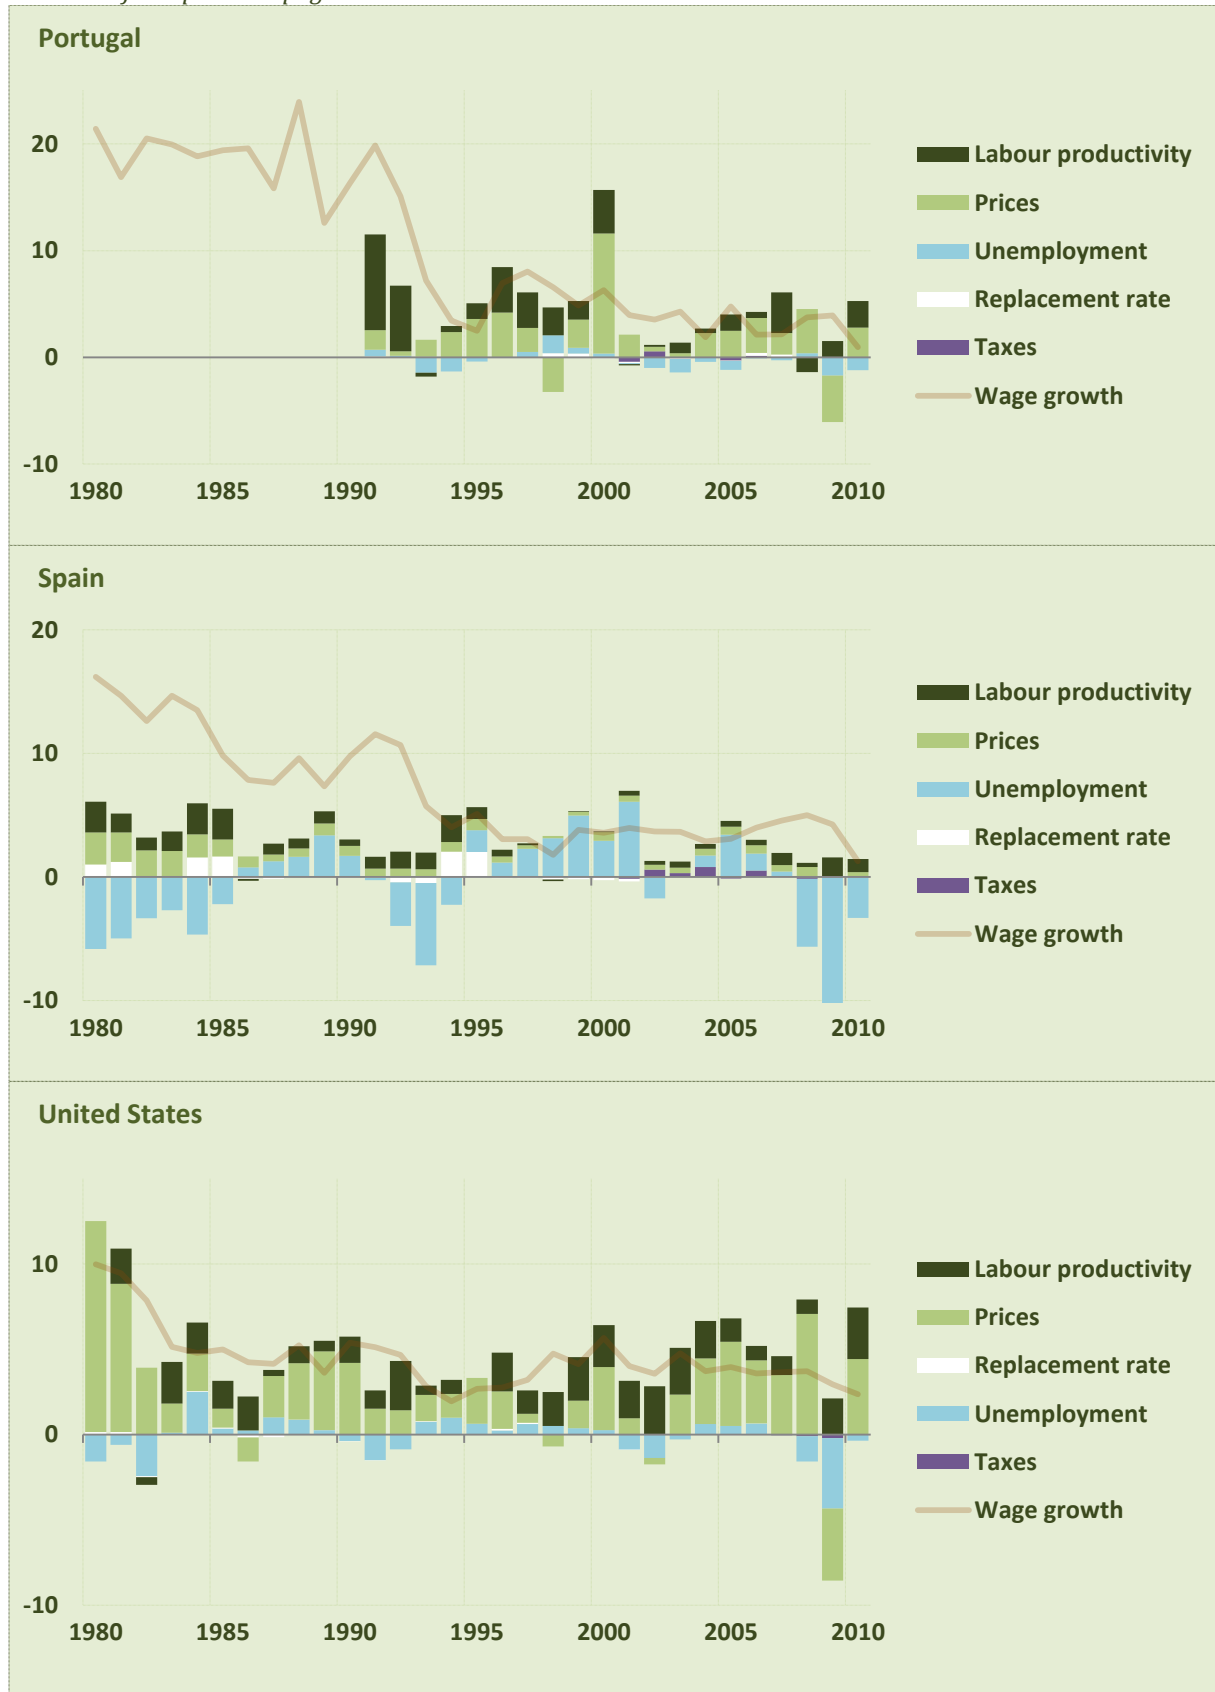 Portugal
20
10
0
-10
1980 1985 1990 1995 2000 2005 2010
Labour productivity
Prices
Unemployment
Replacement rate
Taxes
Wage growth
Spain
20
10
0
-10
1980 1985 1990 1995 2000 2005 2010
Labour productivity
Prices
Unemployment
Replacement rate
Taxes
Wage growth
United States
10
0
-10
1980 1985 1990 1995 2000 2005 2010
Labour productivity
Prices
Replacement rate
Unemployment
Taxes
Wage growth